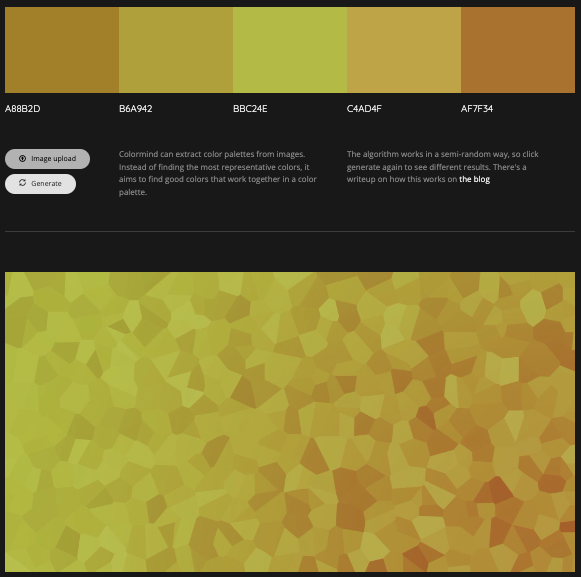 A88B2D
B6A942
BBC24E
C4AD4F
AF7F34
Image upload
Generate
Colormind can extract color palettes from images.
Instead of finding the most representative colors, it
aims to find good colors that work together in a color
palette.
The algorithm works in a semi-random way, so click
generate again to see different results. There's a
writeup on how this works on the blog